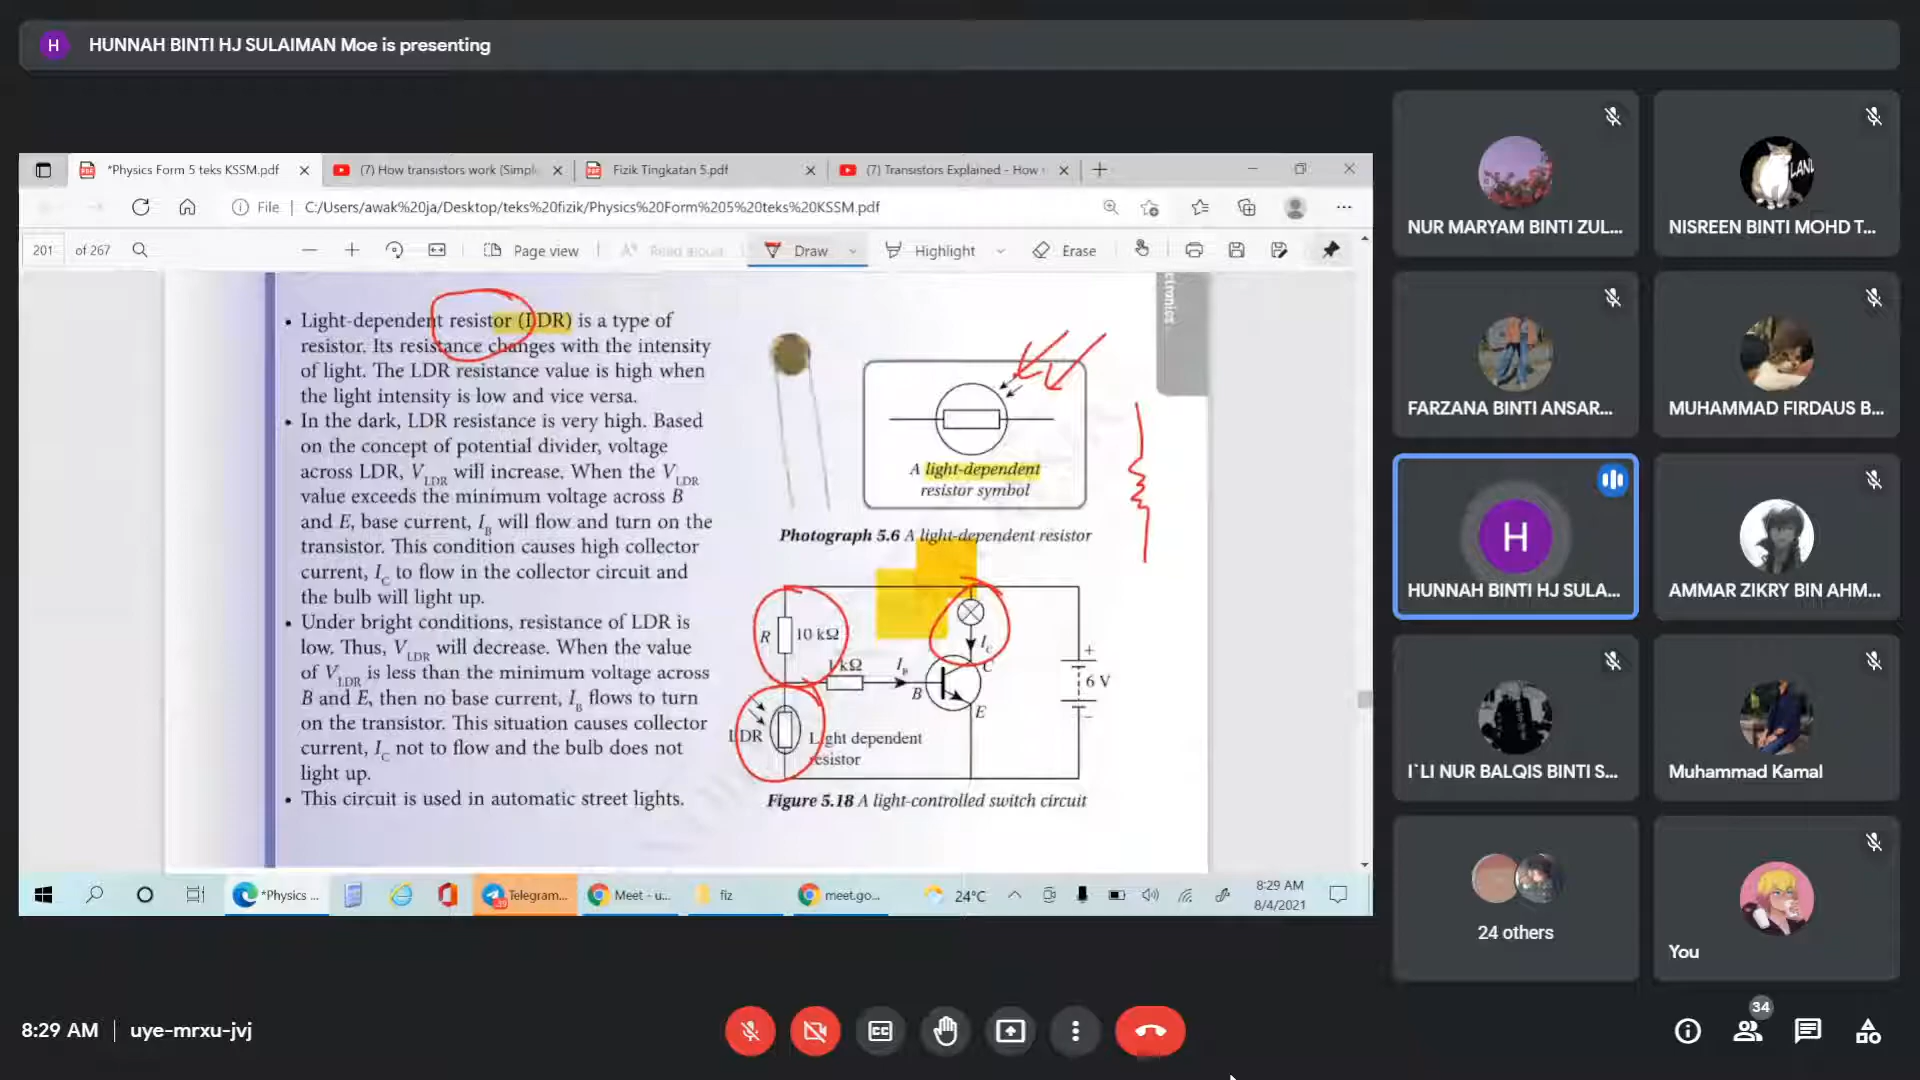 H HUNNAH BINTI HJ SULAIMAN Moe is presenting
*Physics Form 5 teks KSSM.pdf
(7) How transistors work (Simpl
Fizik Tingkatan 5.pdf
(7) Transistors Explained - How
File C:/Users/awak%20ja/Desktop/teks%20fizik/Physics%20Form%205%20teks%20KSSM.pdf
201 of 267
Page view
Read aloud
Draw
Highlight
Erase
• Light-dependent resistor (LDR) is a type of
resistor. Its resistance changes with the intensity
of light. The LDR resistance value is high when
the light intensity is low and vice versa.
• In the dark, LDR resistance is very high. Based
on the concept of potential divider, voltage
across LDR, V_LDR will increase. When the V_LDR
value exceeds the minimum voltage across B
and E, base current, I_B will flow and turn on the
transistor. This condition causes high collector
current, I_C to flow in the collector circuit and
the bulb will light up.
• Under bright conditions, resistance of LDR is
low. Thus, V_LDR will decrease. When the value
of V_LDR is less than the minimum voltage across
B and E, then no base current, I_B flows to turn
on the transistor. This situation causes collector
current, I_C not to flow and the bulb does not
light up.
• This circuit is used in automatic street lights.
A light-dependent
resistor symbol
Photograph 5.6 A light-dependent resistor
R 10 kΩ
I_C
1 kΩ
I_B
C
B
E
+
6 V
−
LDR
Light dependent
resistor
Figure 5.18 A light-controlled switch circuit
*Physics ...
Telegram...
Meet - u...
fiz
meet.go...
24°C
8:29 AM
8/4/2021
NUR MARYAM BINTI ZUL...
NISREEN BINTI MOHD T...
FARZANA BINTI ANSAR...
MUHAMMAD FIRDAUS B...
H
HUNNAH BINTI HJ SULA...
AMMAR ZIKRY BIN AHM...
I`LI NUR BALQIS BINTI S...
Muhammad Kamal
24 others
You
8:29 AM | uye-mrxu-jvj
CC
34